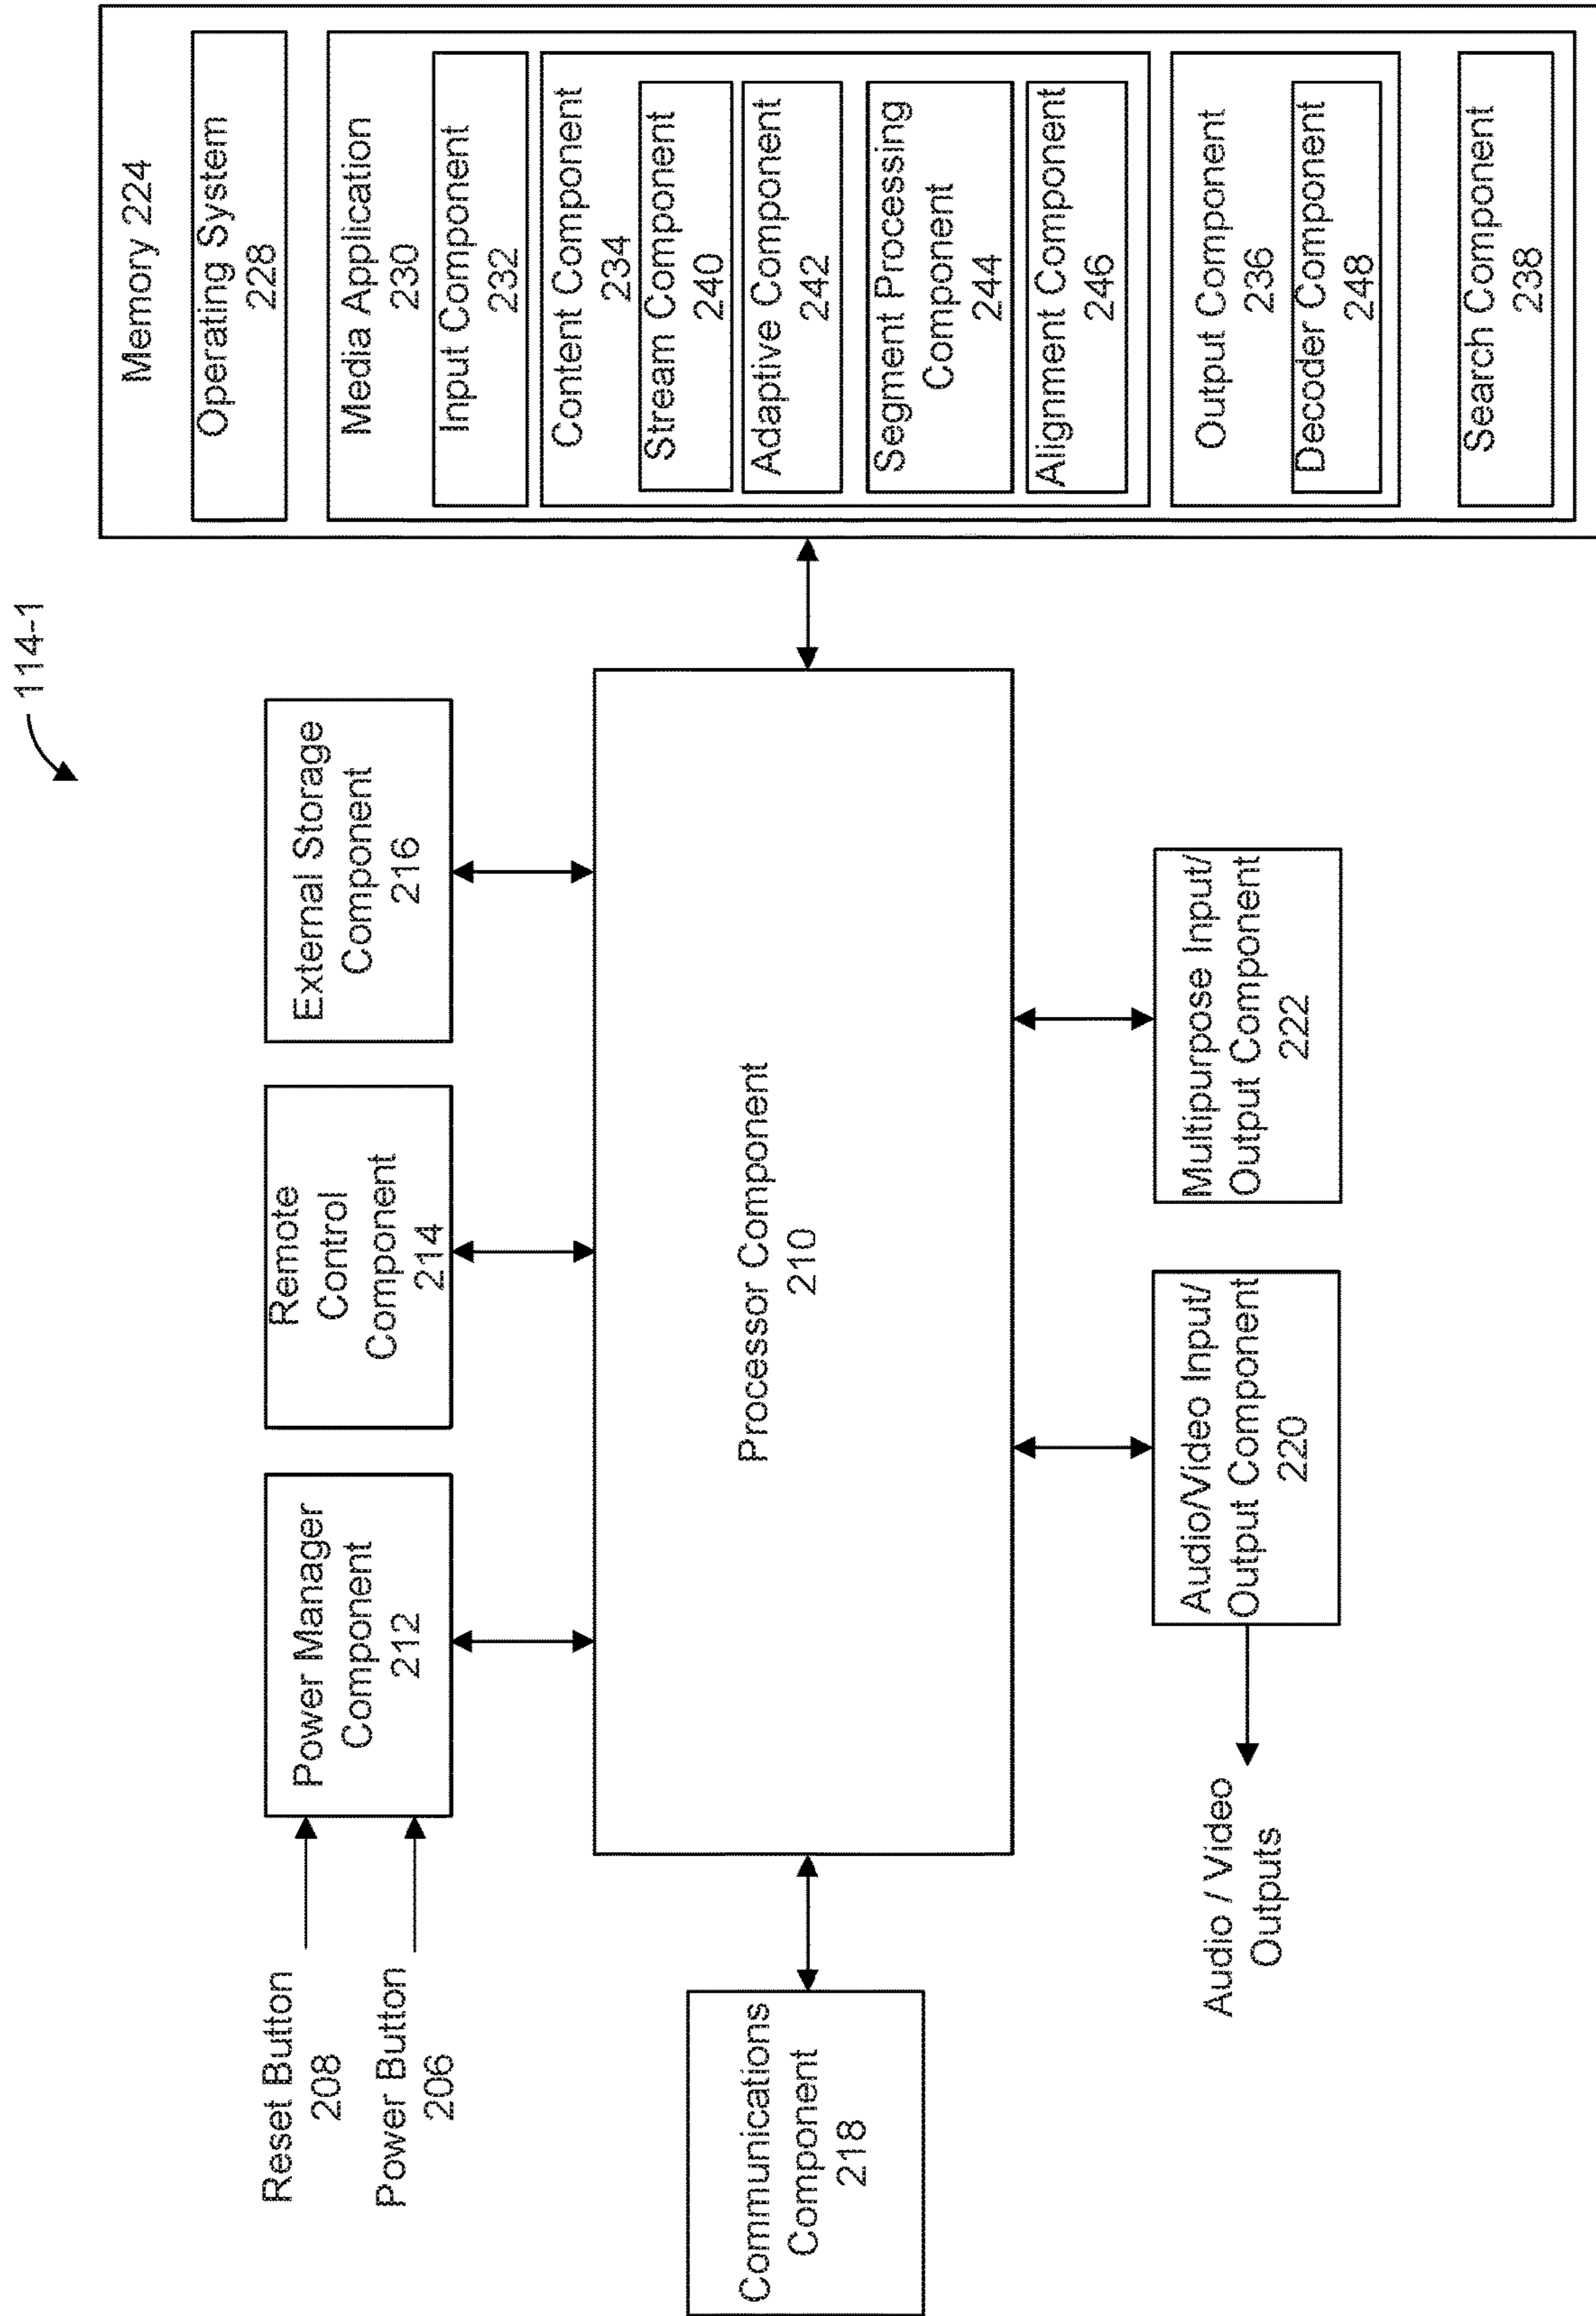 114-1
Reset Button
208
Power Button
206
Power Manager
Component
212
Remote
Control
Component
214
External Storage
Component
216
Communications
Component
218
Processor Component
210
Audio / Video
Outputs
Audio/Video Input/
Output Component
220
Multipurpose Input/
Output Component
222
Memory 224
Operating System
228
Media Application
230
Input Component
232
Content Component
234
Stream Component
240
Adaptive Component
242
Segment Processing
Component
244
Alignment Component
246
Output Component
236
Decoder Component
248
Search Component
238